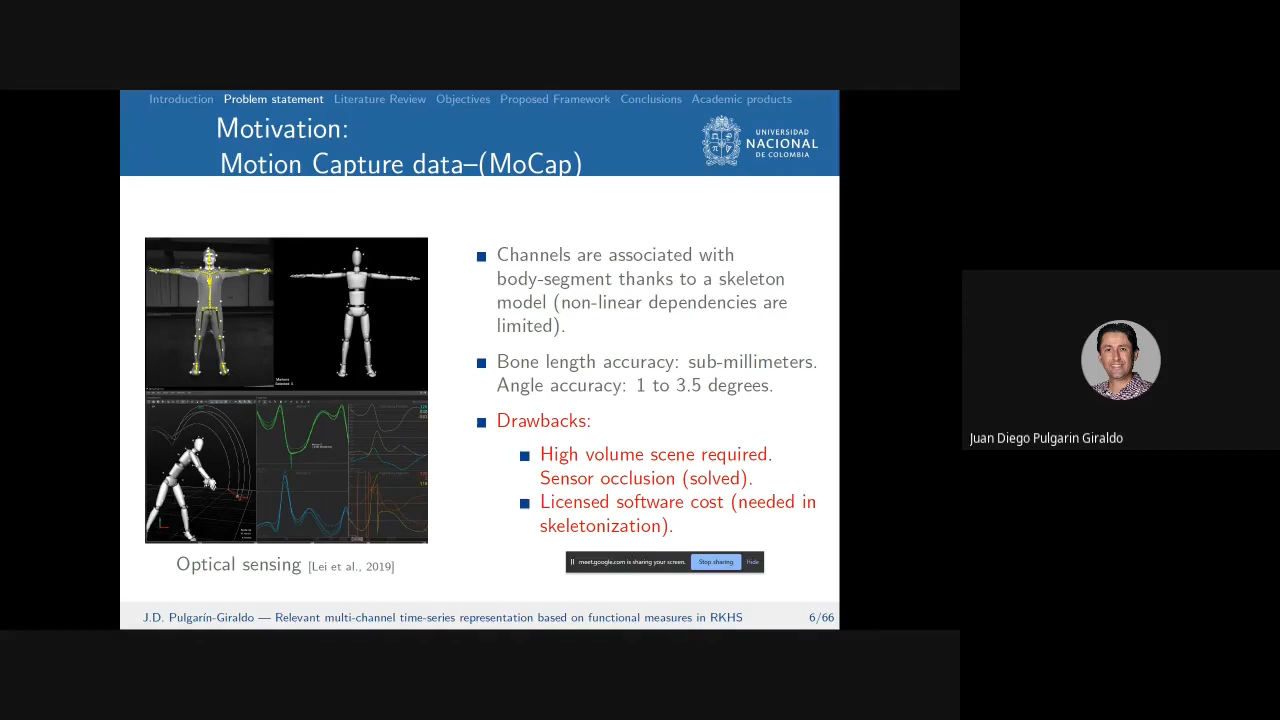 Introduction Problem statement Literature Review Objectives Proposed Framework Conclusions Academic products
Motivation:
Motion Capture data–(MoCap)
UNIVERSIDAD
NACIONAL
DE COLOMBIA
Channels are associated with
body-segment thanks to a skeleton
model (non-linear dependencies are
limited).
Bone length accuracy: sub-millimeters.
Angle accuracy: 1 to 3.5 degrees.
Drawbacks:
High volume scene required.
Sensor occlusion (solved).
Licensed software cost (needed in
skeletonization).
Optical sensing [Lei et al., 2019]
meet.google.com is sharing your screen. Stop sharing Hide
J.D. Pulgarín-Giraldo — Relevant multi-channel time-series representation based on functional measures in RKHS 6/66
Juan Diego Pulgarin Giraldo